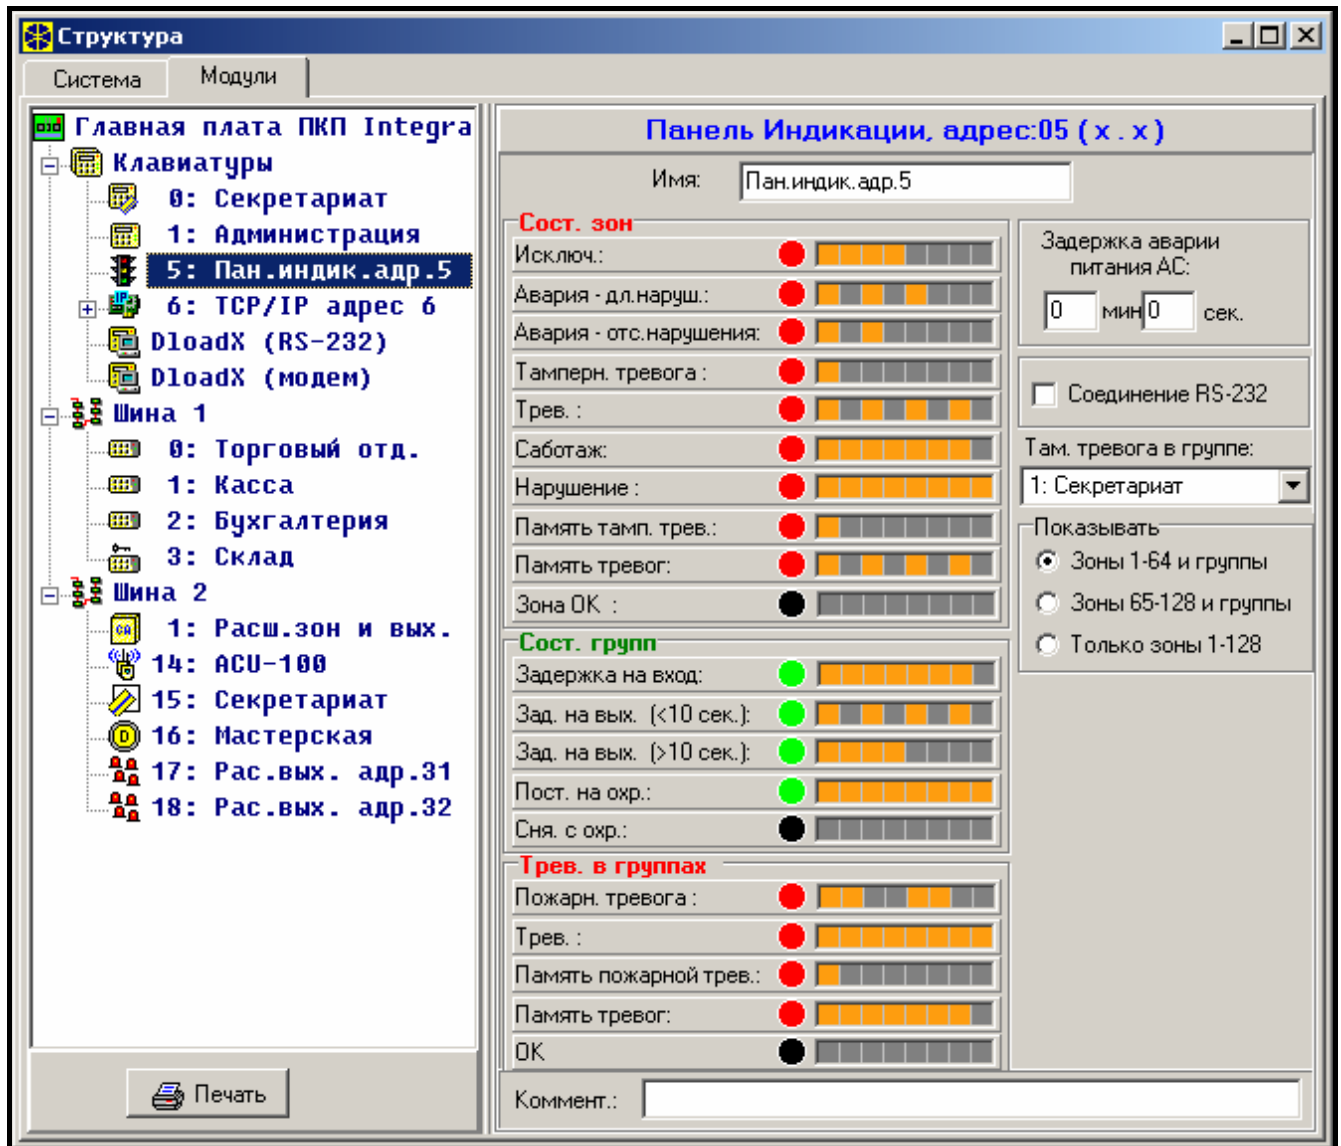 Структура
Система
Модули
Главная плата ПКП Integra
Клавиатуры
0: Секретариат
1: Администрация
5: Пан.индик.адр.5
6: TCP/IP адрес 6
DloadX (RS-232)
DloadX (модем)
Шина 1
0: Торговый отд.
1: Касса
2: Бухгалтерия
3: Склад
Шина 2
1: Расш.зон и вых.
14: ACU-100
15: Секретариат
16: Мастерская
17: Рас.вых. адр.31
18: Рас.вых. адр.32
Печать
Панель Индикации, адрес:05 ( x . x )
Имя: Пан.индик.адр.5
Сост. зон
Исключ.:
Авария - дл.наруш.:
Авария - отс.нарушения:
Тамперн. тревога :
Трев. :
Саботаж:
Нарушение :
Память тамп. трев.:
Память тревог:
Зона ОК :
Сост. групп
Задержка на вход:
Зад. на вых. (<10 сек.):
Зад. на вых. (>10 сек.):
Пост. на охр.:
Сня. с охр.:
Трев. в группах
Пожарн. тревога :
Трев. :
Память пожарной трев.:
Память тревог:
ОК
Коммент.:
Задержка аварии
питания AC:
0 мин 0 сек.
Соединение RS-232
Там. тревога в группе:
1: Секретариат
Показывать
Зоны 1-64 и группы
Зоны 65-128 и группы
Только зоны 1-128